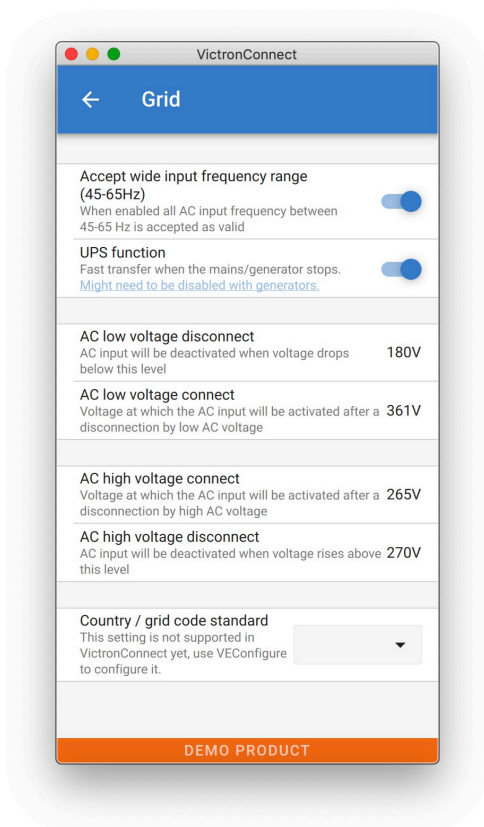 VictronConnect
Grid
Accept wide input frequency range
(45-65Hz)
When enabled all AC input frequency between
45-65 Hz is accepted as valid
UPS function
Fast transfer when the mains/generator stops.
Might need to be disabled with generators.
AC low voltage disconnect
AC input will be deactivated when voltage drops
below this level
180V
AC low voltage connect
Voltage at which the AC input will be activated after a
disconnection by low AC voltage
361V
AC high voltage connect
Voltage at which the AC input will be activated after a
disconnection by high AC voltage
265V
AC high voltage disconnect
AC input will be deactivated when voltage rises above
this level
270V
Country / grid code standard
This setting is not supported in
VictronConnect yet, use VEConfigure
to configure it.
DEMO PRODUCT